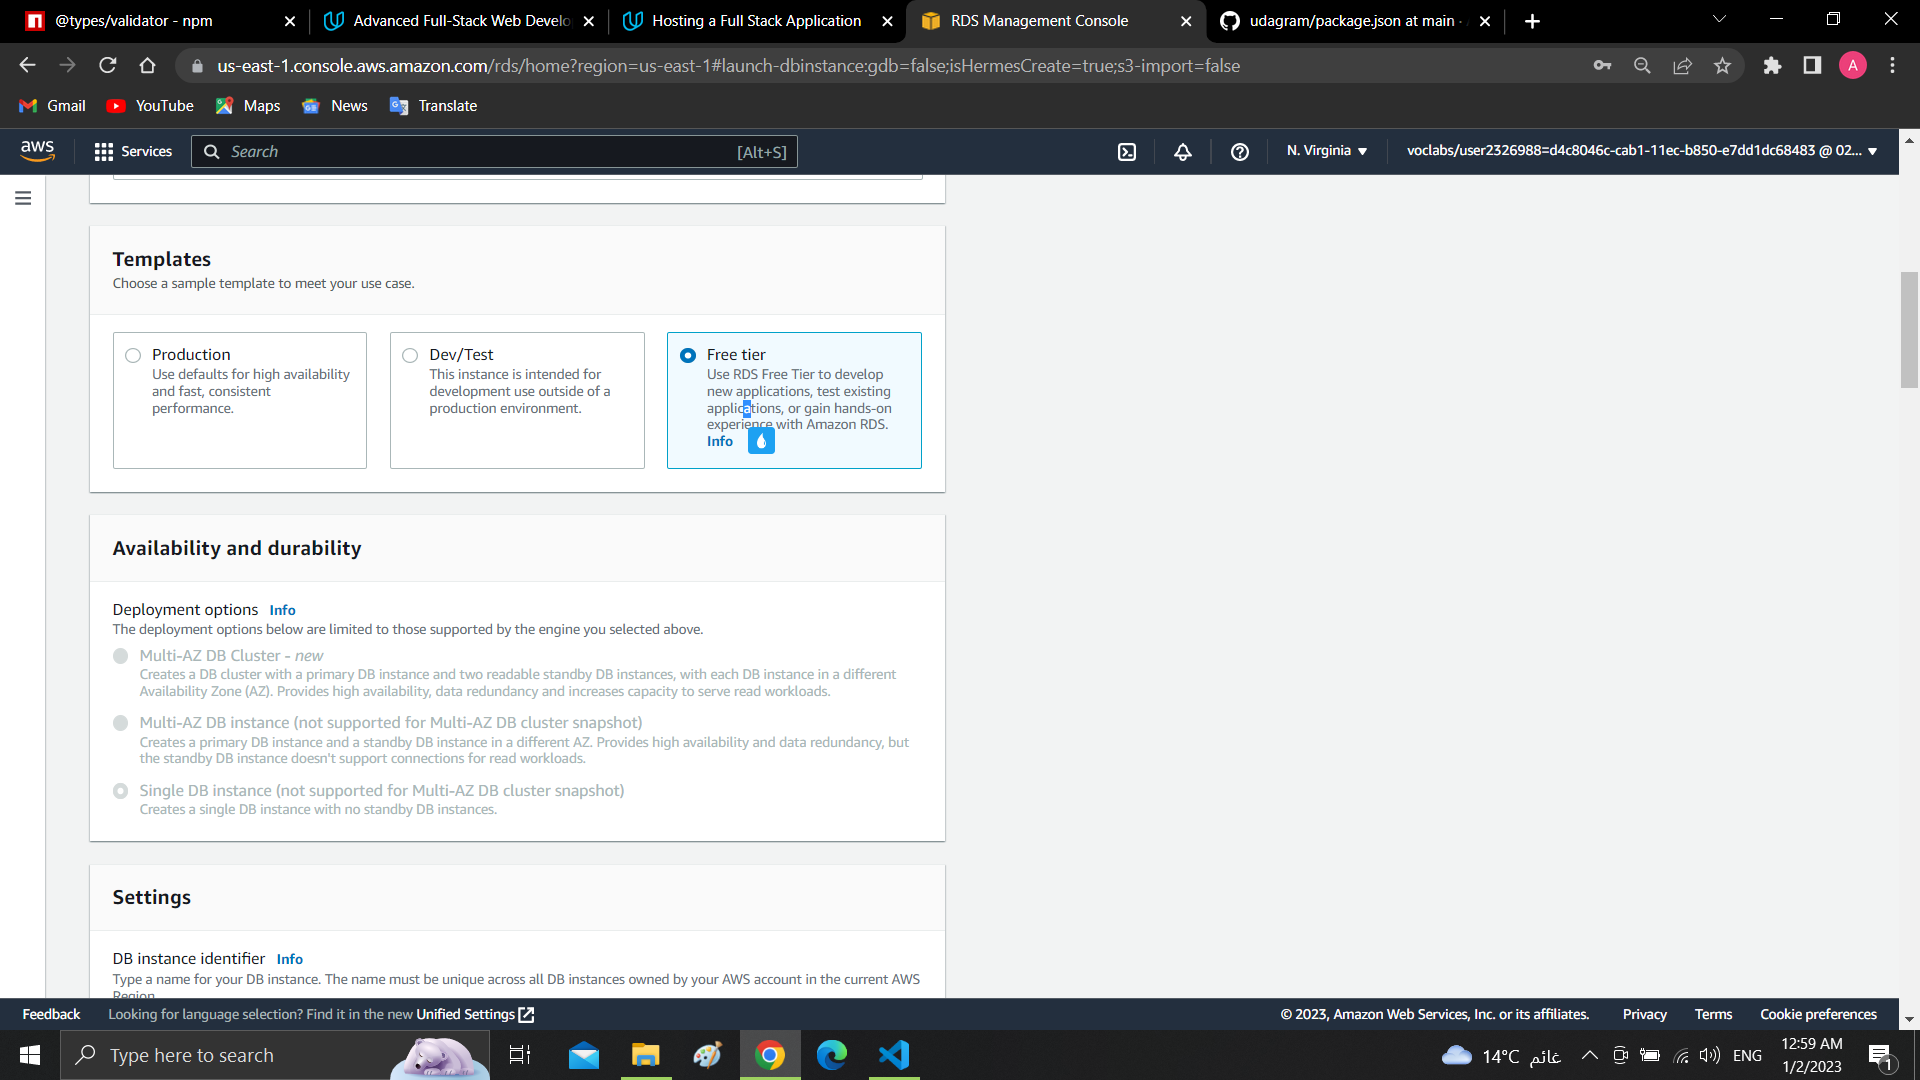 @types/validator - npm
Advanced Full-Stack Web Develo
Hosting a Full Stack Application
RDS Management Console
udagram/package.json at main ·
us-east-1.console.aws.amazon.com/rds/home?region=us-east-1#launch-dbinstance:gdb=false;isHermesCreate=true;s3-import=false
A
Gmail
YouTube
Maps
News
Translate
aws
Services
Search
[Alt+S]
N. Virginia
voclabs/user2326988=d4c8046c-cab1-11ec-b850-e7dd1dc68483 @ 02...
Templates
Choose a sample template to meet your use case.
Production
Use defaults for high availability
and fast, consistent
performance.
Dev/Test
This instance is intended for
development use outside of a
production environment.
Free tier
Use RDS Free Tier to develop
new applications, test existing
applications, or gain hands-on
experience with Amazon RDS.
Info
Availability and durability
Deployment options Info
The deployment options below are limited to those supported by the engine you selected above.
Multi-AZ DB Cluster - new
Creates a DB cluster with a primary DB instance and two readable standby DB instances, with each DB instance in a different
Availability Zone (AZ). Provides high availability, data redundancy and increases capacity to serve read workloads.
Multi-AZ DB instance (not supported for Multi-AZ DB cluster snapshot)
Creates a primary DB instance and a standby DB instance in a different AZ. Provides high availability and data redundancy, but
the standby DB instance doesn't support connections for read workloads.
Single DB instance (not supported for Multi-AZ DB cluster snapshot)
Creates a single DB instance with no standby DB instances.
Settings
DB instance identifier Info
Type a name for your DB instance. The name must be unique across all DB instances owned by your AWS account in the current AWS
Region.
Feedback
Looking for language selection? Find it in the new Unified Settings
© 2023, Amazon Web Services, Inc. or its affiliates.
Privacy
Terms
Cookie preferences
Type here to search
14°C غائم
ENG
12:59 AM
1/2/2023
1